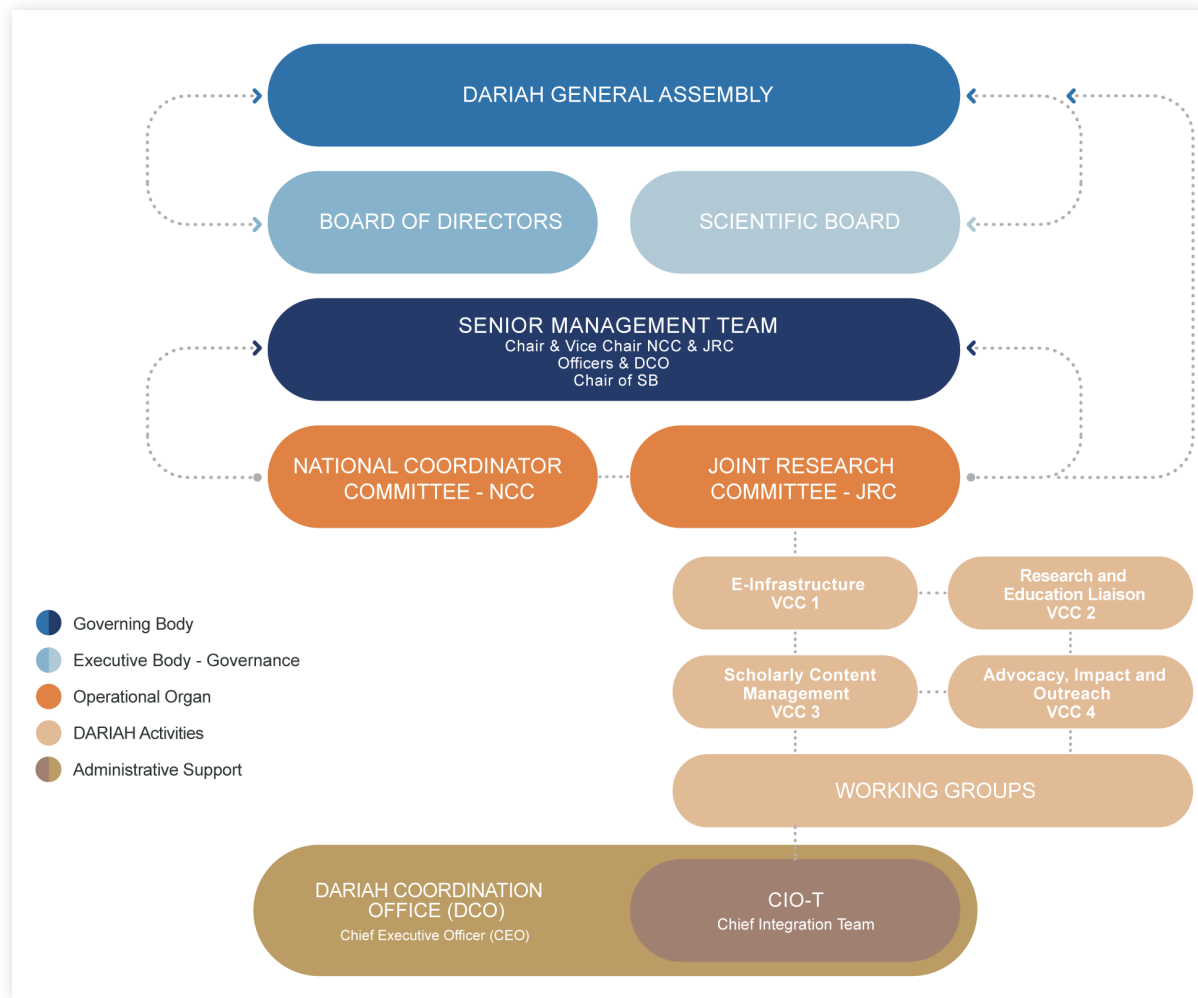 DARIAH GENERAL ASSEMBLY
BOARD OF DIRECTORS
SCIENTIFIC BOARD
SENIOR MANAGEMENT TEAM
Chair & Vice Chair NCC & JRC
Officers & DCO
Chair of SB
NATIONAL COORDINATOR
COMMITTEE - NCC
JOINT RESEARCH
COMMITTEE - JRC
E-Infrastructure
VCC 1
Research and
Education Liaison
VCC 2
Scholarly Content
Management
VCC 3
Advocacy, Impact and
Outreach
VCC 4
WORKING GROUPS
Governing Body
Executive Body - Governance
Operational Organ
DARIAH Activities
Administrative Support
DARIAH COORDINATION
OFFICE (DCO)
Chief Executive Officer (CEO)
CIO-T
Chief Integration Team